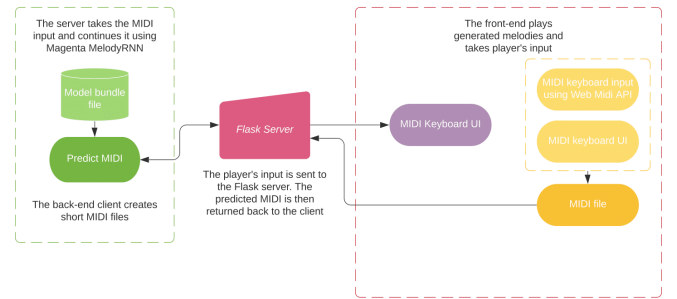 The server takes the MIDI
input and continues it using
Magenta MelodyRNN
Model bundle
file
Predict MIDI
The back-end client creates
short MIDI files
Flask Server
The player's input is sent to
the Flask server. The
predicted MIDI is then
returned back to the client
The front-end plays
generated melodies and
takes player's input
MIDI Keyboard UI
MIDI keyboard input
using Web Midi API
MIDI keyboard UI
MIDI file